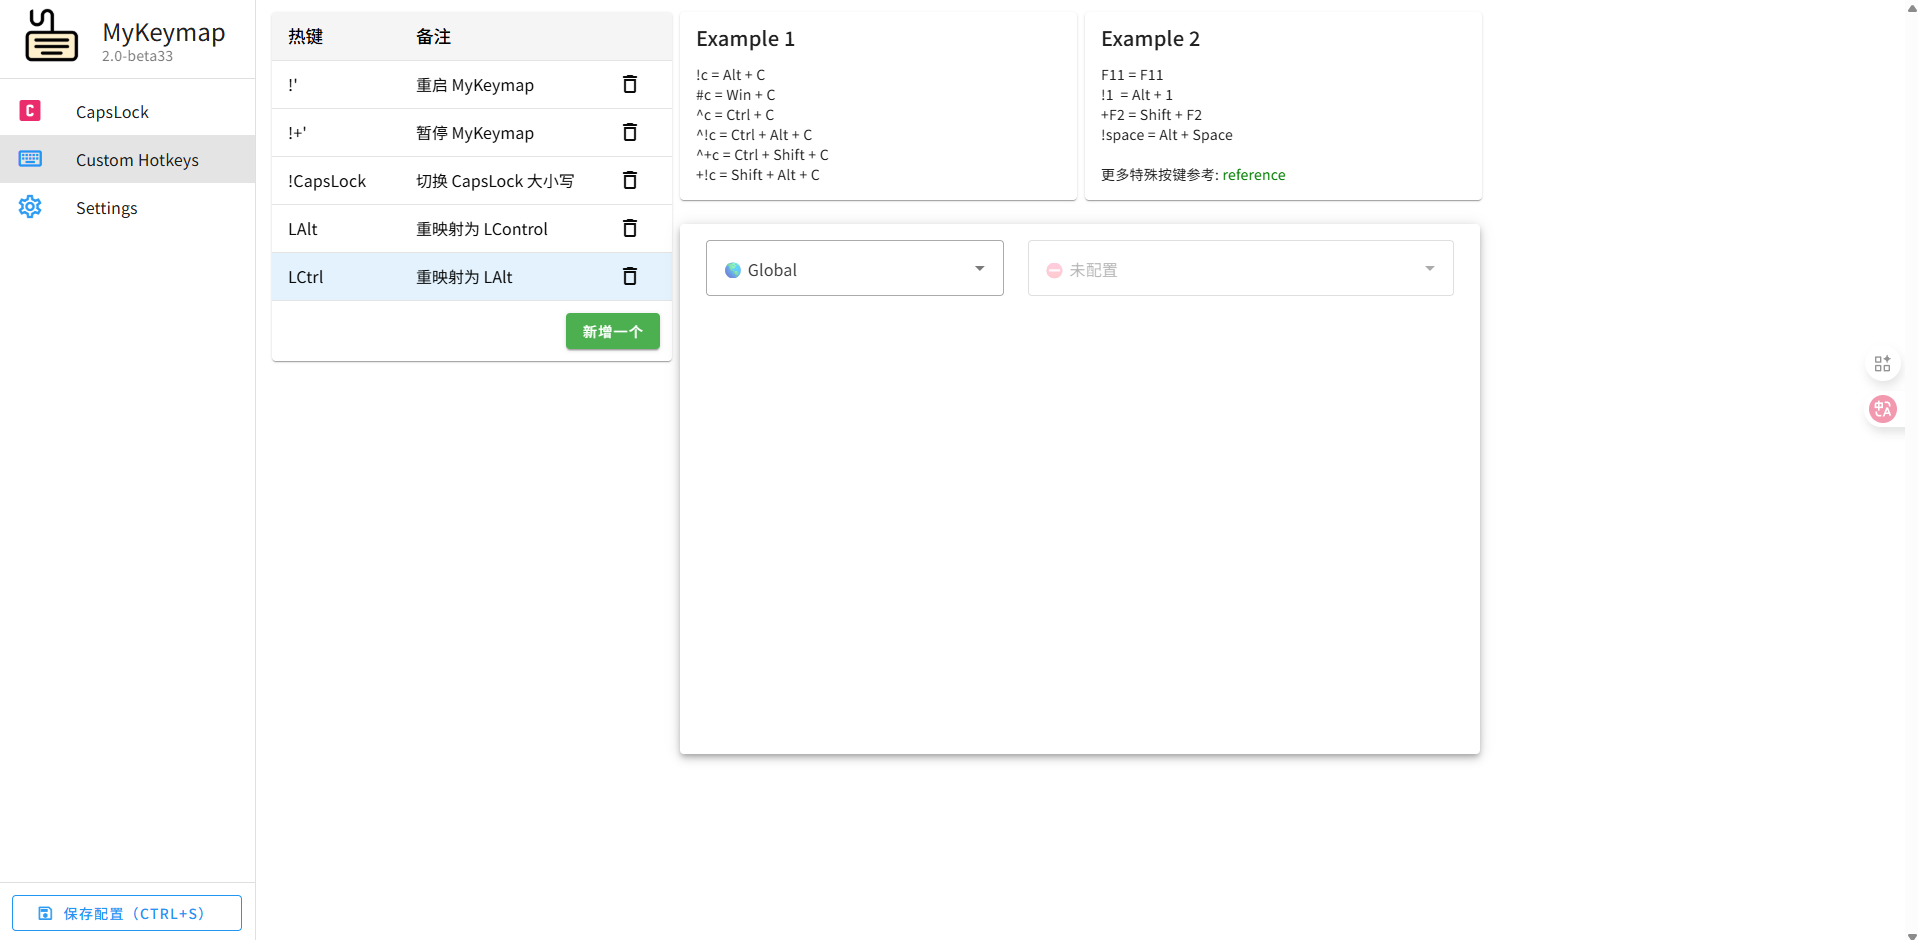 MyKeymap
2.0-beta33
CapsLock
Custom Hotkeys
Settings
保存配置（CTRL+S）
热键 备注
!' 重启 MyKeymap
!+' 暂停 MyKeymap
!CapsLock 切换 CapsLock 大小写
LAlt 重映射为 LControl
LCtrl 重映射为 LAlt
新增一个
Example 1
!c = Alt + C
#c = Win + C
^c = Ctrl + C
^!c = Ctrl + Alt + C
^+c = Ctrl + Shift + C
+!c = Shift + Alt + C
Example 2
F11 = F11
!1 = Alt + 1
+F2 = Shift + F2
!space = Alt + Space
更多特殊按键参考: reference
Global
未配置